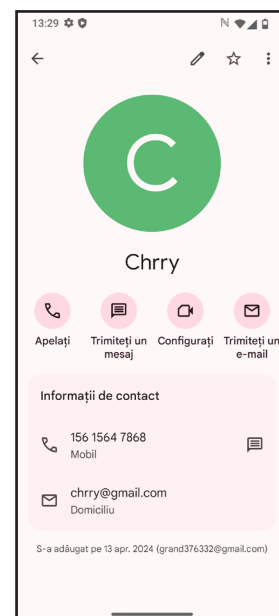 13:29
C
Chrry
Apelați
Trimiteți un
mesaj
Configurați
Trimiteți un
e-mail
Informații de contact
156 1564 7868
Mobil
chrry@gmail.com
Domiciliu
S-a adăugat pe 13 apr. 2024 (grand376332@gmail.com)